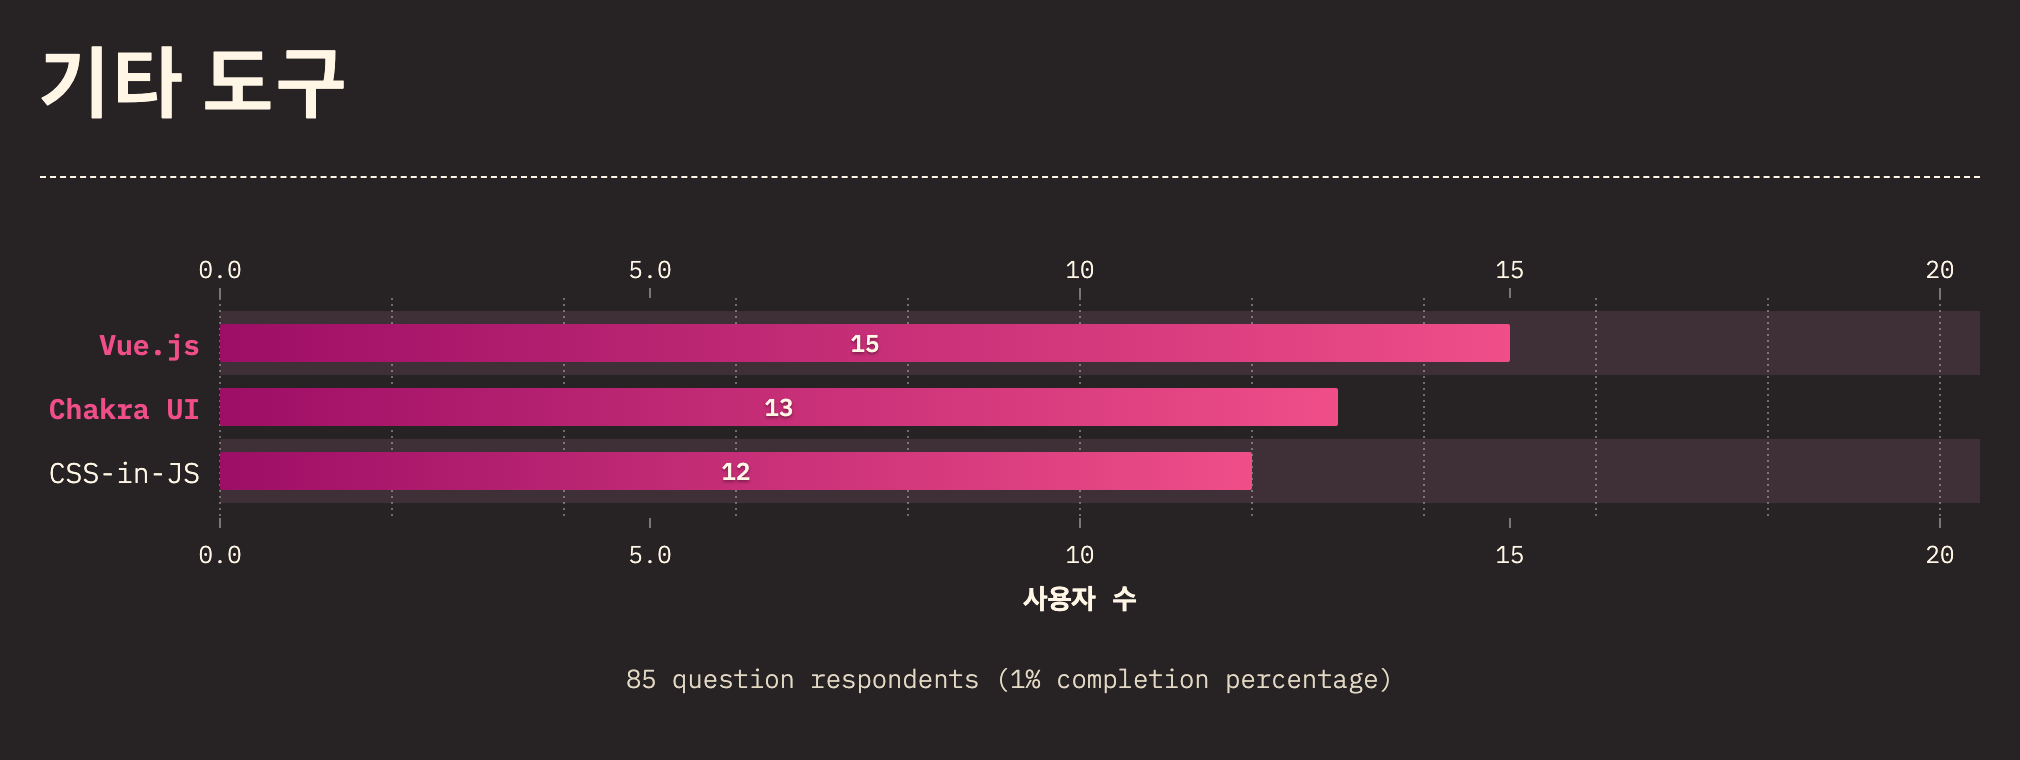 기타 도구
0.0 5.0 10 15 20
Vue.js 15
Chakra UI 13
CSS-in-JS 12
0.0 5.0 10 15 20
사용자 수
85 question respondents (1% completion percentage)